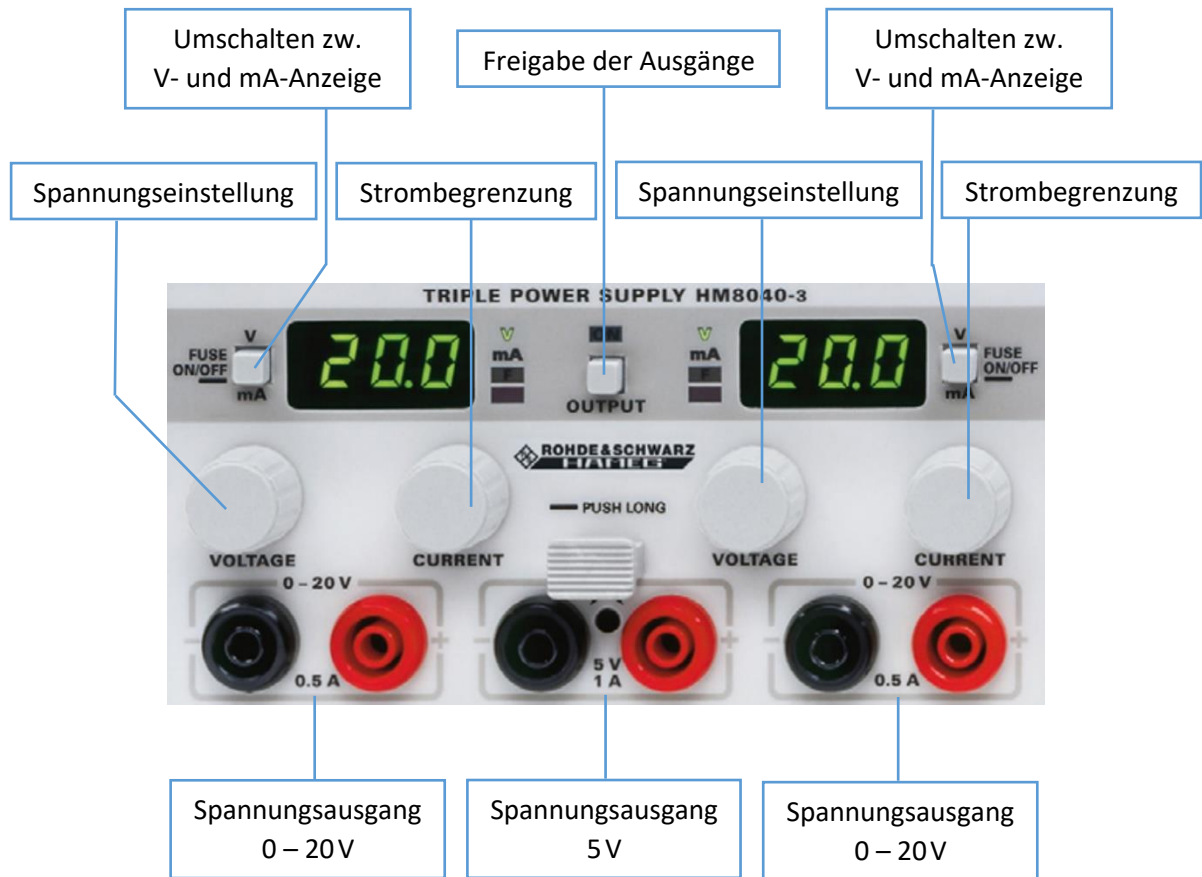 Umschalten zw.
V- und mA-Anzeige
Freigabe der Ausgänge
Umschalten zw.
V- und mA-Anzeige
Spannungseinstellung
Strombegrenzung
Spannungseinstellung
Strombegrenzung
TRIPLE POWER SUPPLY HM8040-3
V
FUSE
ON/OFF
mA
20.0
V
mA
F
ON
OUTPUT
V
mA
F
20.0
V
FUSE
ON/OFF
mA
ROHDE&SCHWARZ
HAMEG
PUSH LONG
VOLTAGE
CURRENT
VOLTAGE
CURRENT
0 – 20 V
0 – 20 V
– +
– +
– +
0.5 A
5 V
1 A
0.5 A
Spannungsausgang
0 – 20 V
Spannungsausgang
5 V
Spannungsausgang
0 – 20 V